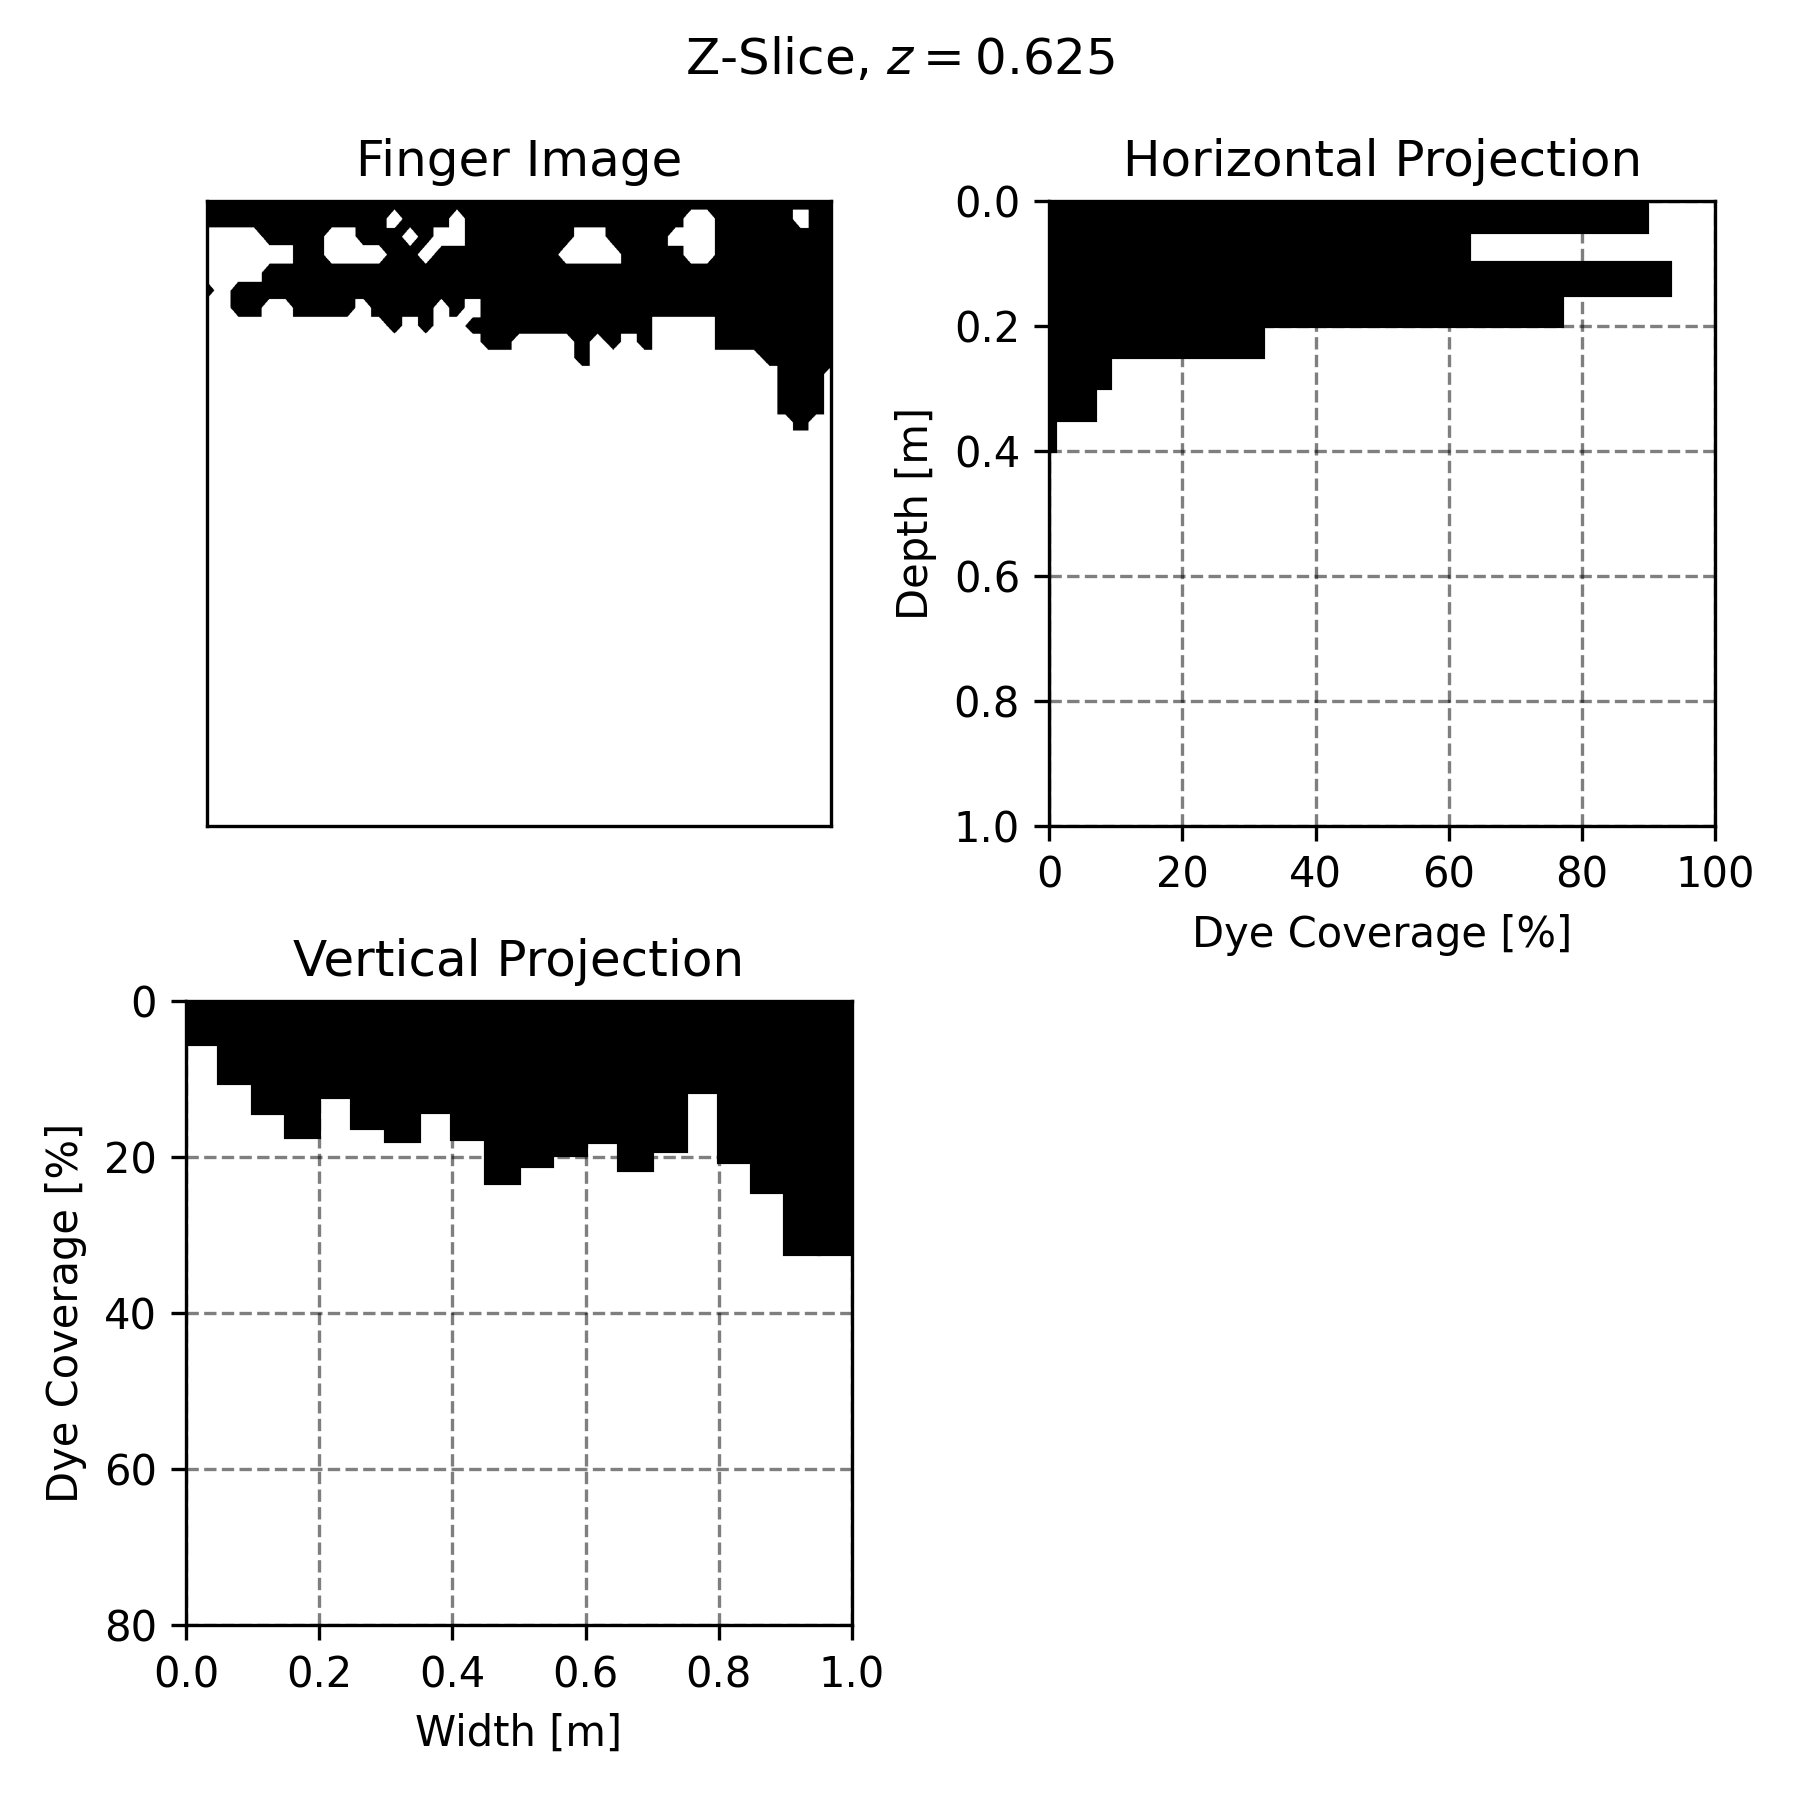 Z-Slice, z = 0.625
Finger Image
Horizontal Projection
0.0
0.2
0.4
0.6
0.8
1.0
Depth [m]
0 20 40 60 80 100
Dye Coverage [%]
Vertical Projection
0
20
40
60
80
Dye Coverage [%]
0.0 0.2 0.4 0.6 0.8 1.0
Width [m]